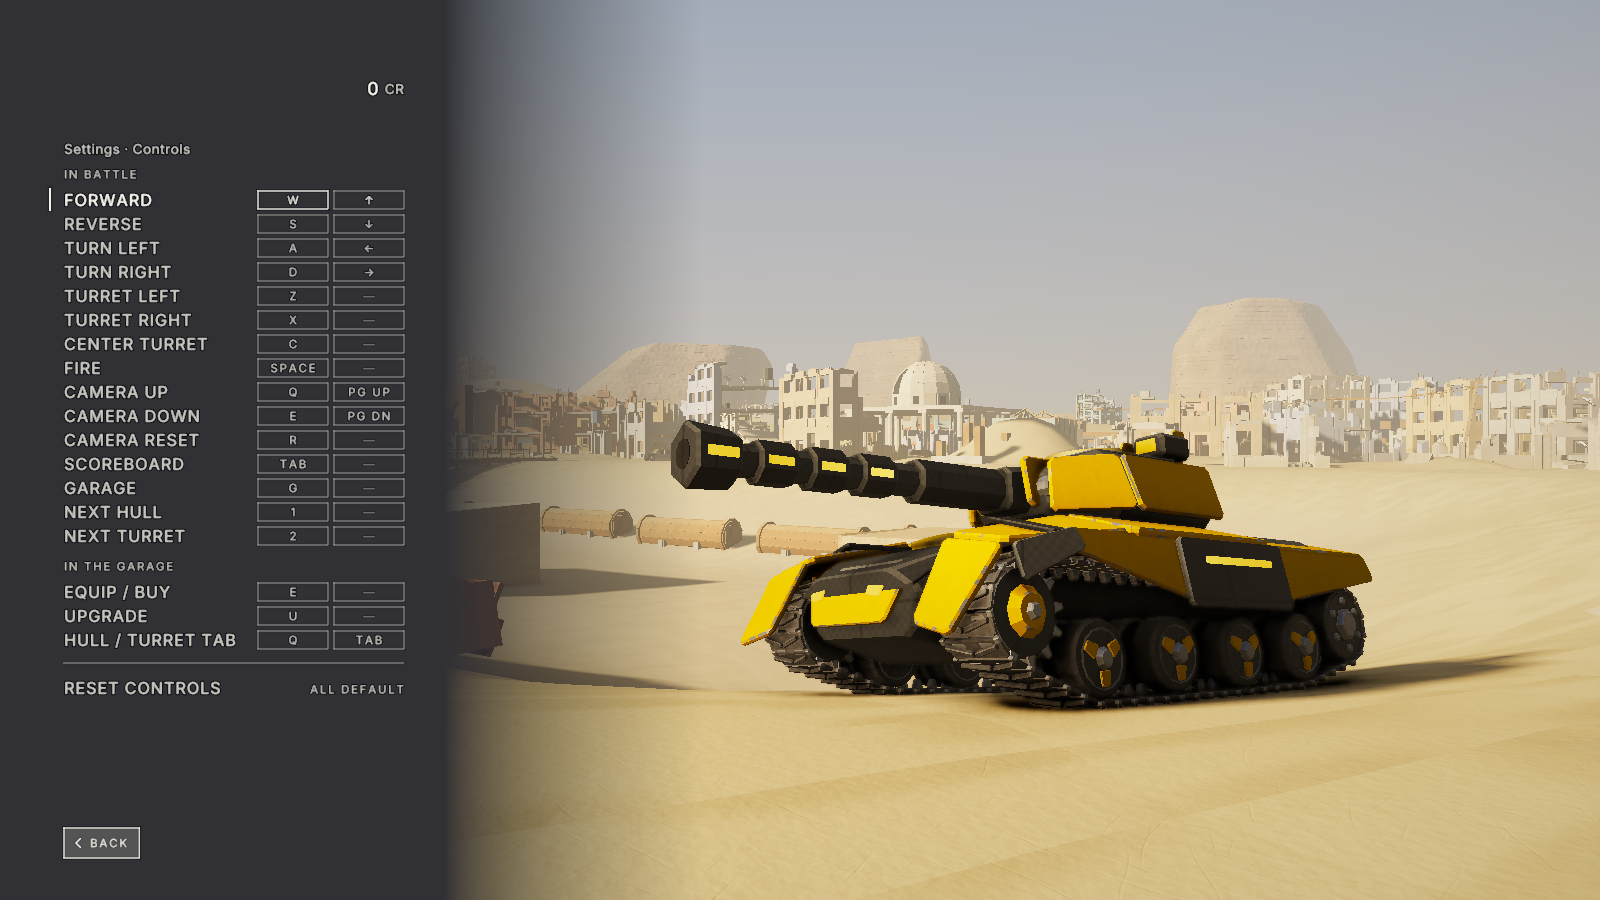 0 CR
Settings · Controls
IN BATTLE
FORWARD W ↑
REVERSE S ↓
TURN LEFT A ←
TURN RIGHT D →
TURRET LEFT Z —
TURRET RIGHT X —
CENTER TURRET C —
FIRE SPACE —
CAMERA UP Q PG UP
CAMERA DOWN E PG DN
CAMERA RESET R —
SCOREBOARD TAB —
GARAGE G —
NEXT HULL 1 —
NEXT TURRET 2 —
IN THE GARAGE
EQUIP / BUY E —
UPGRADE U —
HULL / TURRET TAB Q TAB
RESET CONTROLS ALL DEFAULT
< BACK